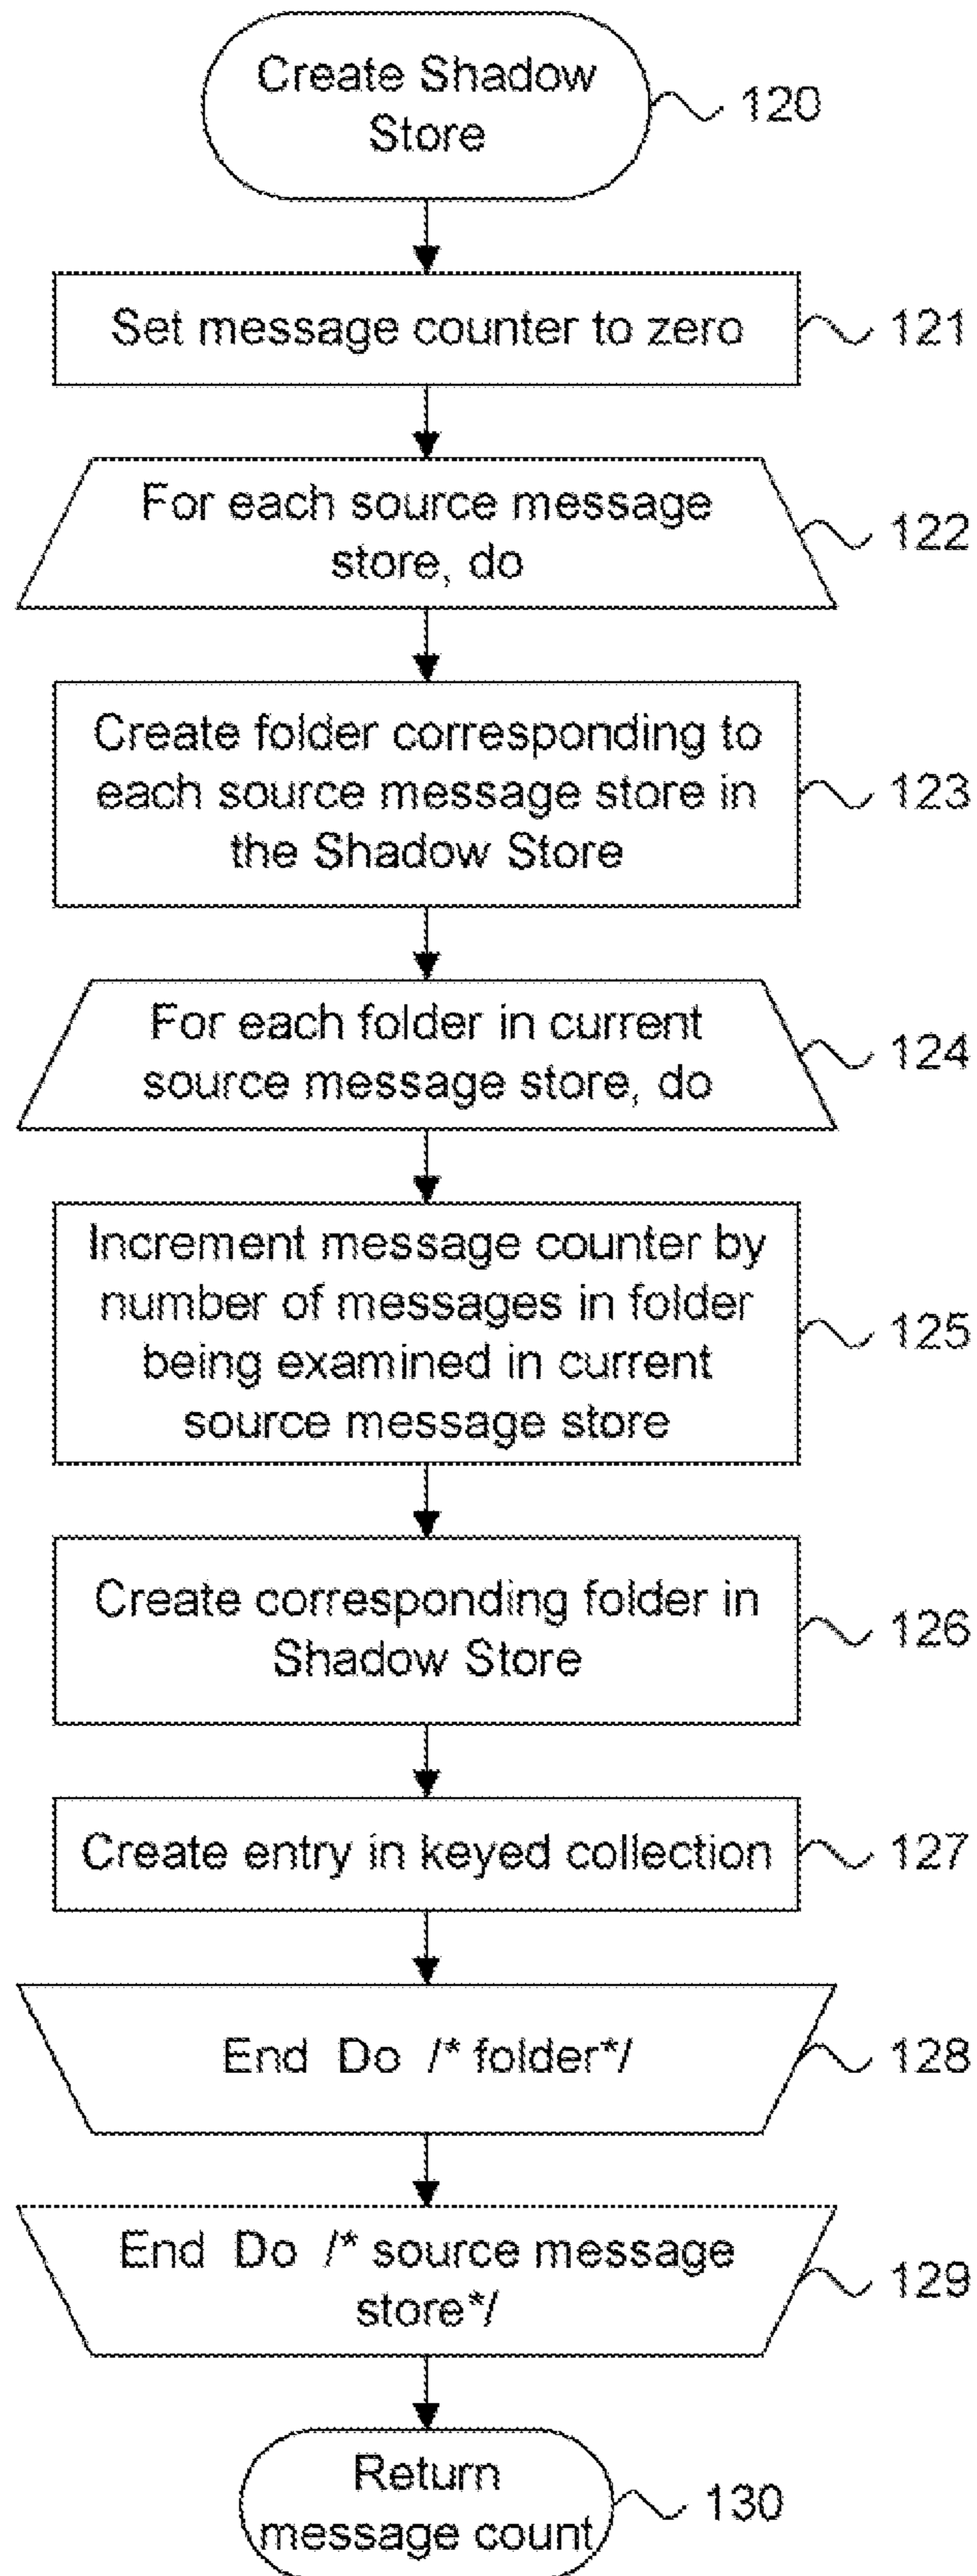 Create Shadow
Store
120
Set message counter to zero
121
For each source message
store, do
122
Create folder corresponding to
each source message store in
the Shadow Store
123
For each folder in current
source message store, do
124
Increment message counter by
number of messages in folder
being examined in current
source message store
125
Create corresponding folder in
Shadow Store
126
Create entry in keyed collection
127
End Do /* folder*/
128
End Do /* source message
store*/
129
Return
message count
130